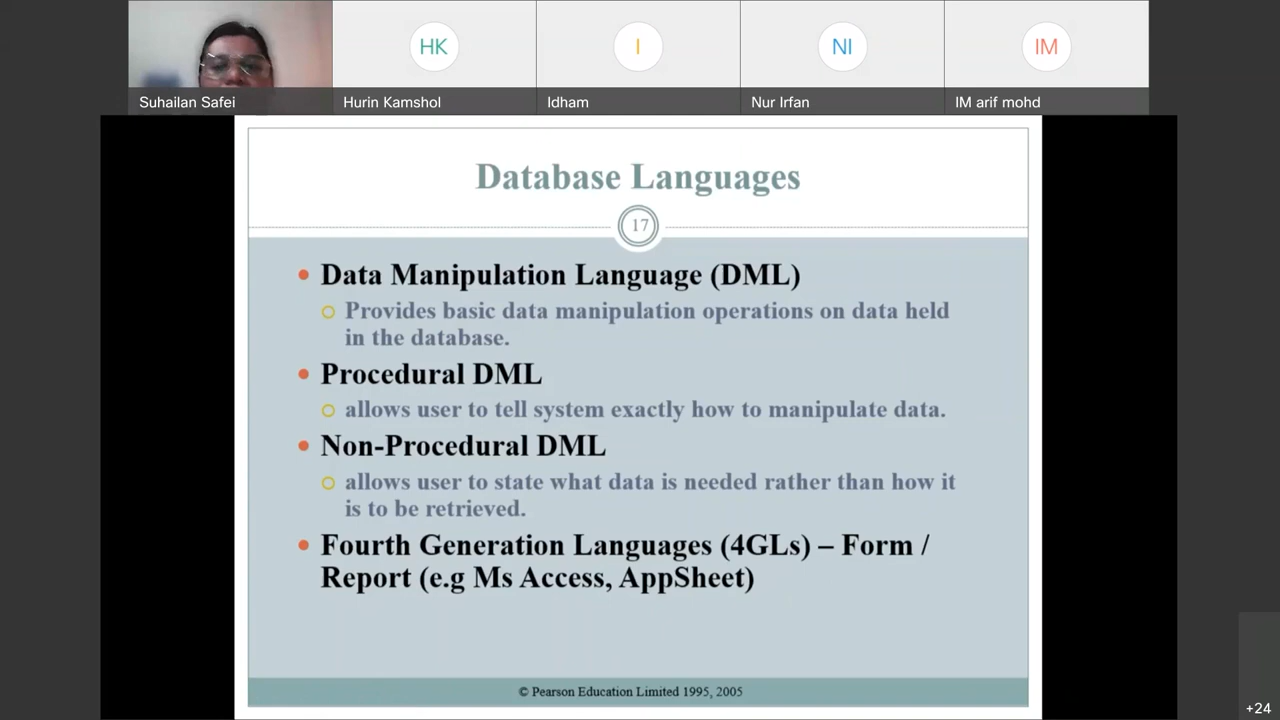 HK
I
NI
IM
Suhailan Safei
Hurin Kamshol
Idham
Nur Irfan
IM arif mohd
Database Languages
17
Data Manipulation Language (DML)
Provides basic data manipulation operations on data held
in the database.
Procedural DML
allows user to tell system exactly how to manipulate data.
Non-Procedural DML
allows user to state what data is needed rather than how it
is to be retrieved.
Fourth Generation Languages (4GLs) – Form /
Report (e.g Ms Access, AppSheet)
© Pearson Education Limited 1995, 2005
+24